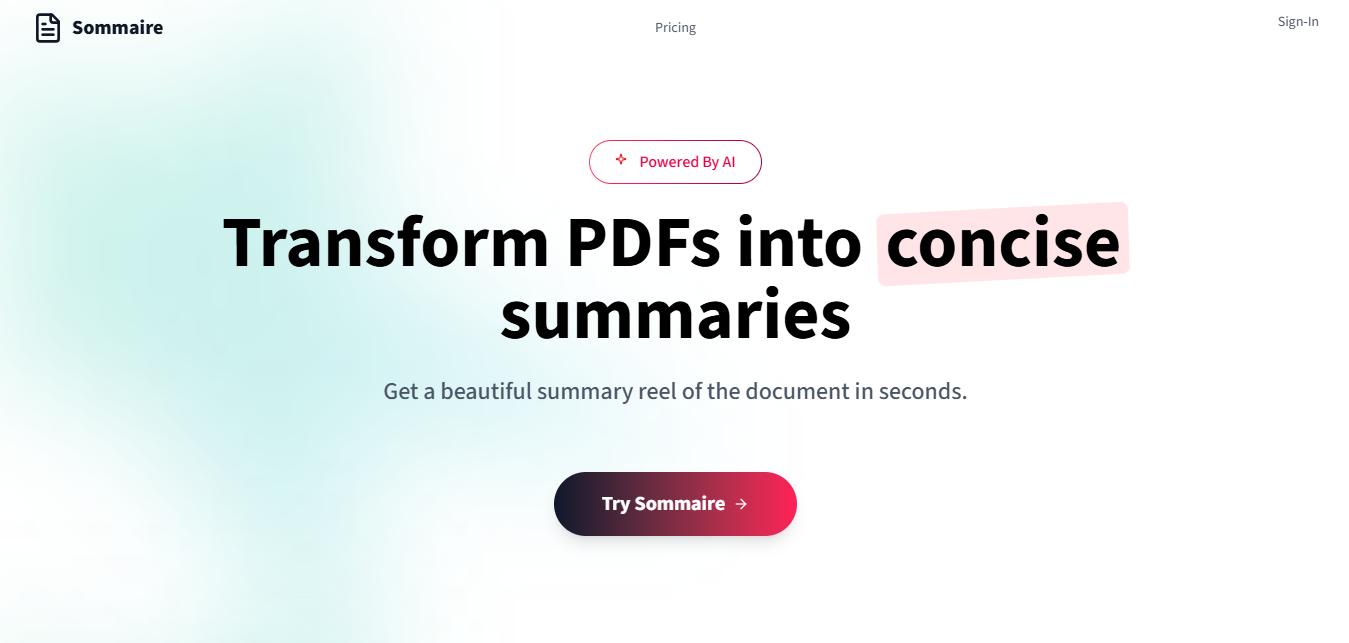 Sommaire
Pricing
Sign-In
Powered By AI
Transform PDFs into concise
summaries
Get a beautiful summary reel of the document in seconds.
Try Sommaire →